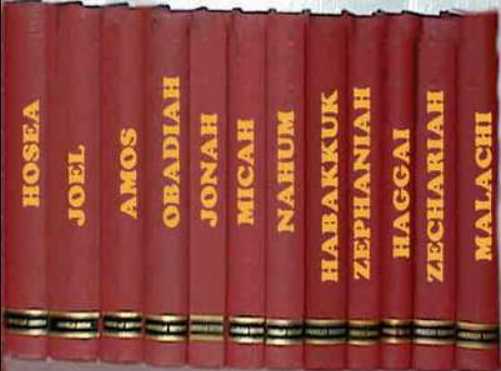 HOSEA
JOEL
AMOS
OBADIAH
JONAH
MICAH
NAHUM
HABAKKUK
ZEPHANIAH
HAGGAI
ZECHARIAH
MALACHI